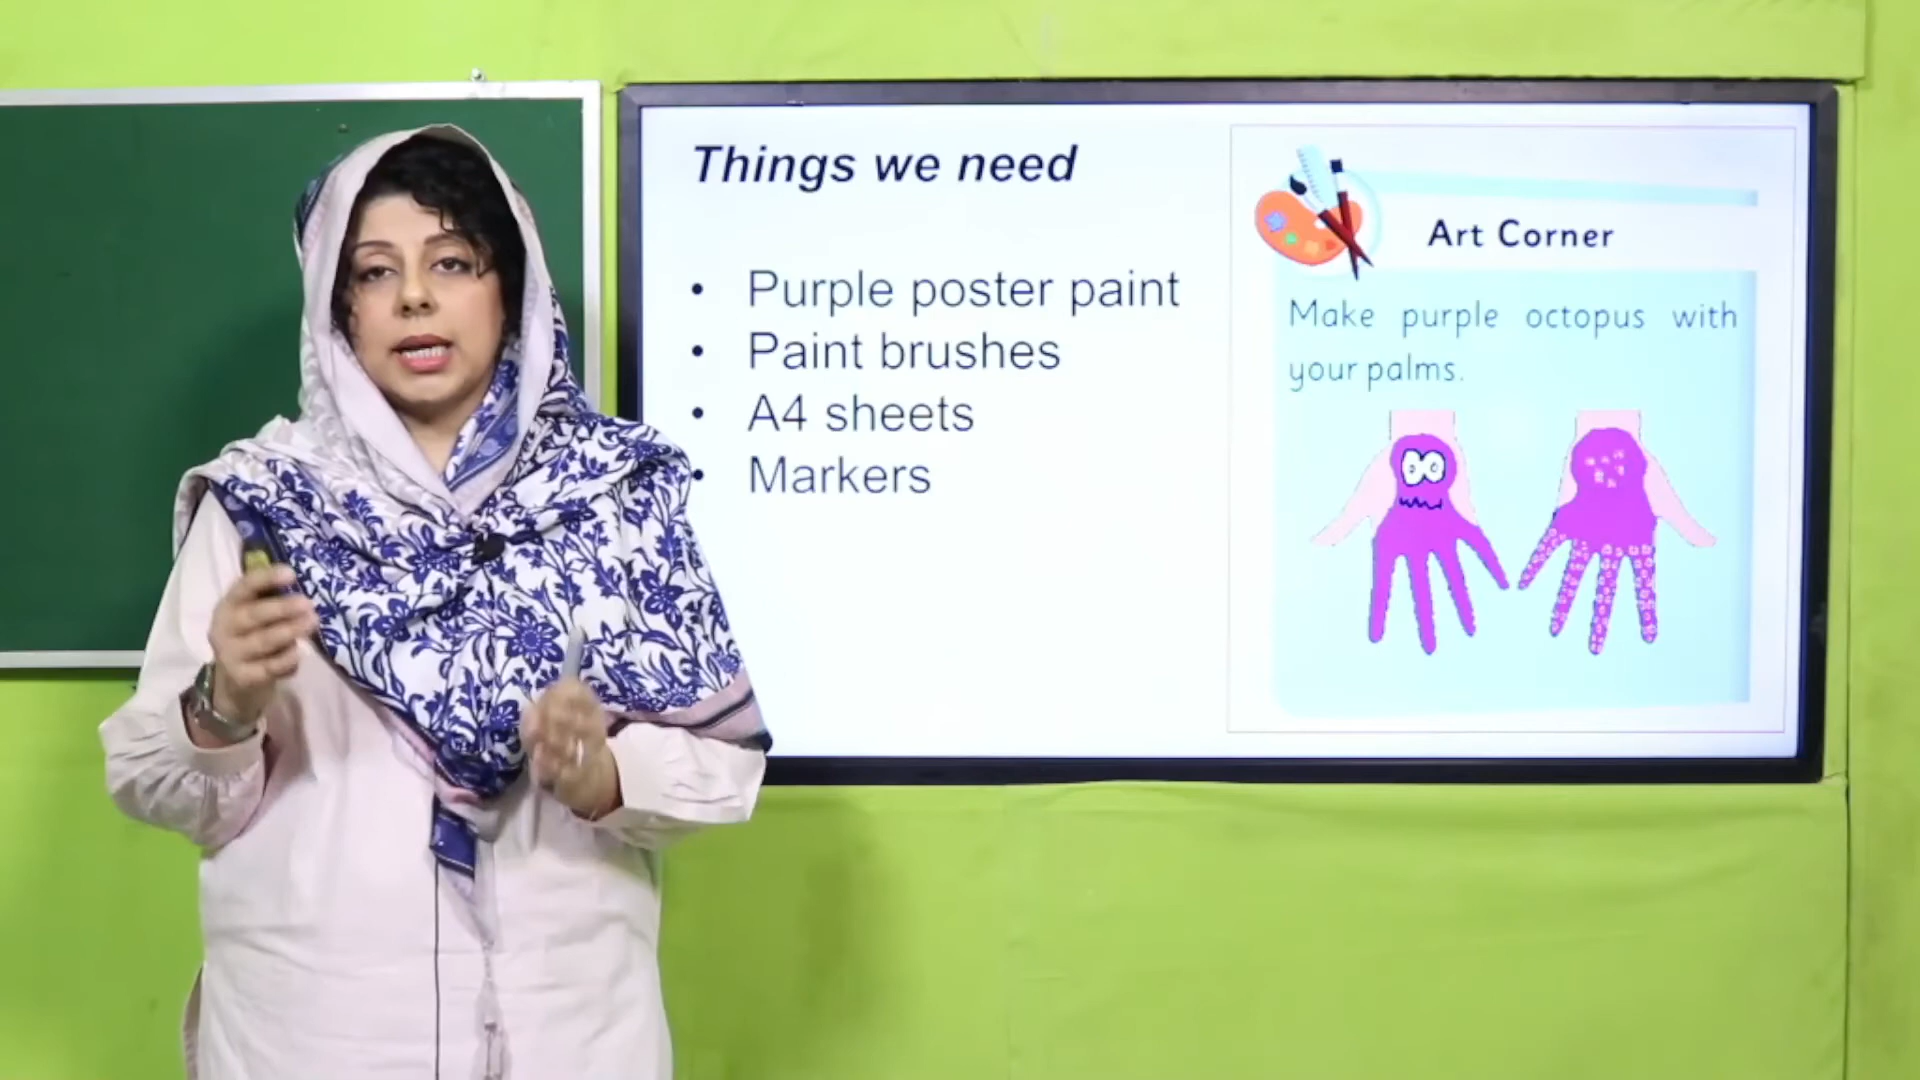 Things we need
• Purple poster paint
• Paint brushes
• A4 sheets
• Markers
Art Corner
Make purple octopus with
your palms.